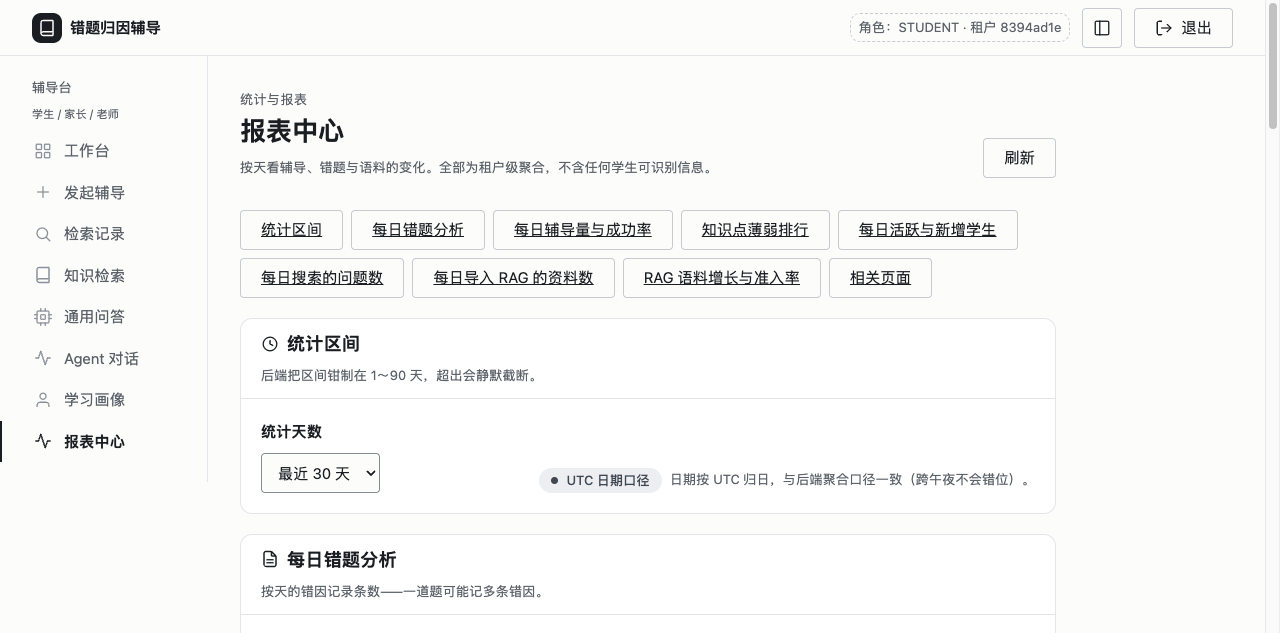 错题归因辅导
角色：STUDENT · 租户 8394ad1e
退出
辅导台
学生 / 家长 / 老师
工作台
发起辅导
检索记录
知识检索
通用问答
Agent 对话
学习画像
报表中心
统计与报表
报表中心
按天看辅导、错题与语料的变化。全部为租户级聚合，不含任何学生可识别信息。
刷新
统计区间
每日错题分析
每日辅导量与成功率
知识点薄弱排行
每日活跃与新增学生
每日搜索的问题数
每日导入 RAG 的资料数
RAG 语料增长与准入率
相关页面
统计区间
后端把区间钳制在 1～90 天，超出会静默截断。
统计天数
最近 30 天
UTC 日期口径
日期按 UTC 归日，与后端聚合口径一致（跨午夜不会错位）。
每日错题分析
按天的错因记录条数——一道题可能记多条错因。